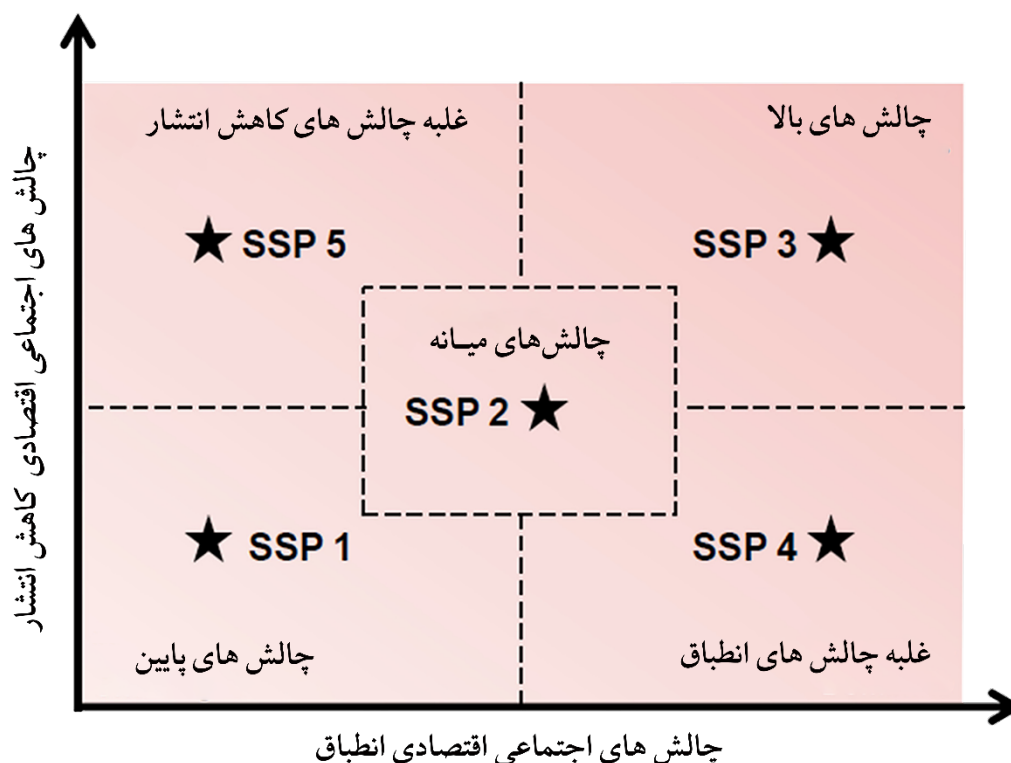 غلبه چالش های کاهش انتشار
چالش های بالا
SSP 5
SSP 3
چالش‌های میـانه
SSP 2
SSP 1
SSP 4
چالش های پایین
غلبه چالش های انطباق
چالش های اجتماعی اقتصادی کاهش انتشار
چالش های اجتماعی اقتصادی انطباق